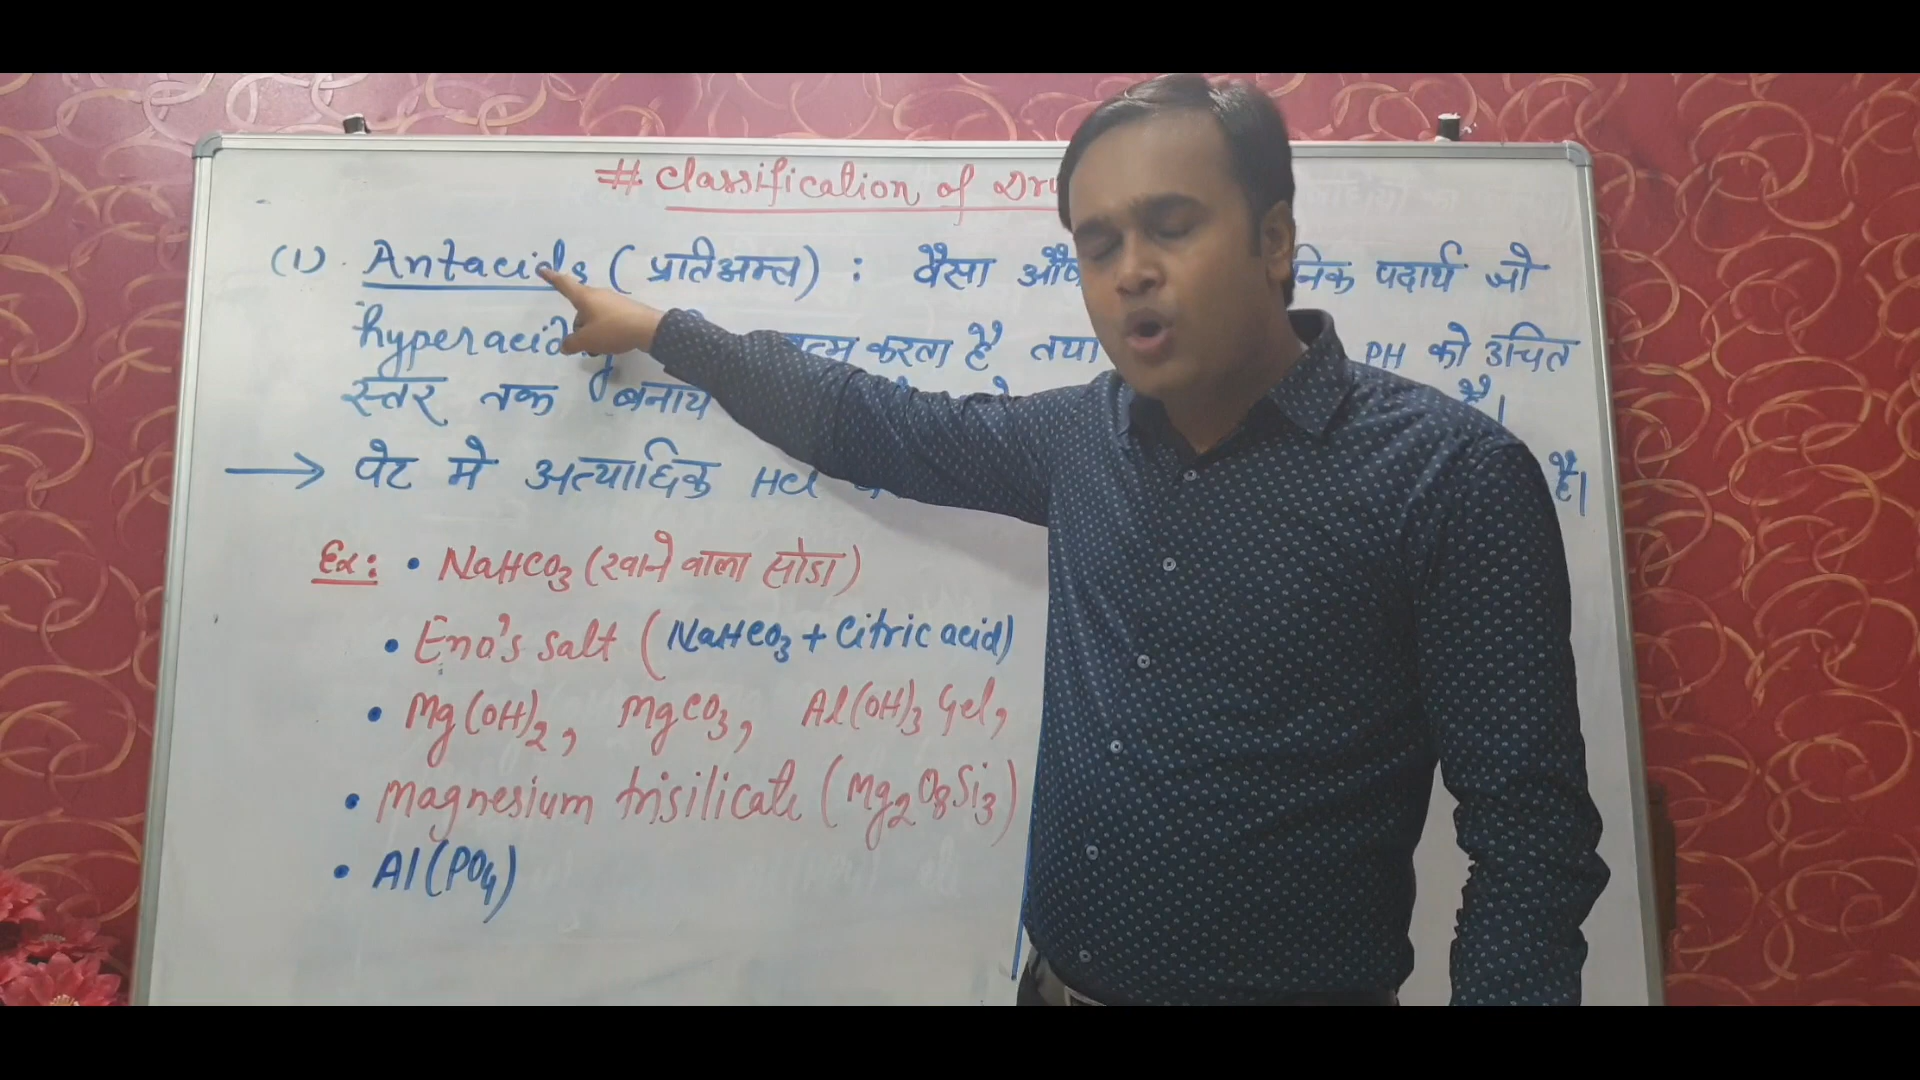 # Classification of
(1). Antacids (प्रतिअम्ल) : वैसा पदार्थ जो
करता है तथा PH को उचित
स्तर तक बनाय है।
→ पेट मे अत्याधिक HCl है।
Ex: • NaHCO3 (खाने वाला सोडा)
• Eno's salt (NaHCO3 + Citric acid)
• Mg(OH)2, MgCO3, Al(OH)3 Gel,
• Magnesium trisilicate (Mg2O8Si3)
• Al(PO4)